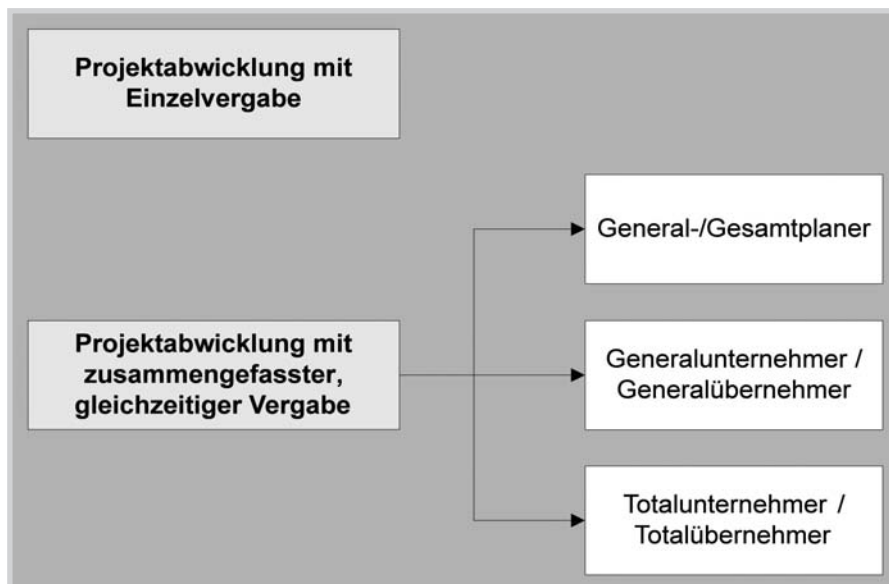 Projektabwicklung mit
Einzelvergabe
General-/Gesamtplaner
Projektabwicklung mit
zusammengefasster,
gleichzeitiger Vergabe
Generalunternehmer /
Generalübernehmer
Totalunternehmer /
Totalübernehmer